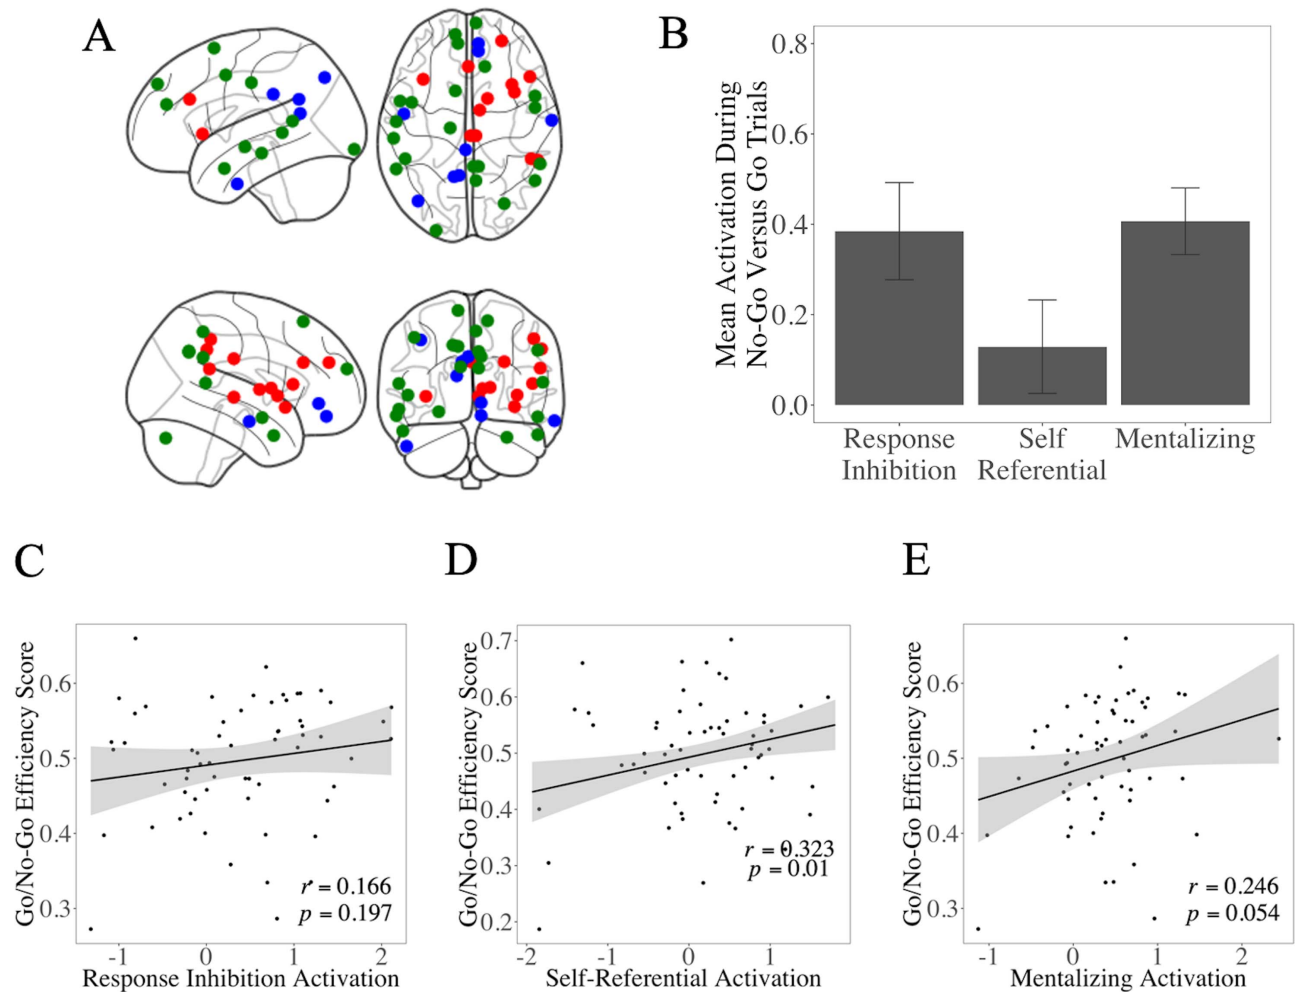 A
B
Mean Activation During
No-Go Versus Go Trials
0.8
0.6
0.4
0.2
0.0
Response
Inhibition
Self
Referential
Mentalizing
C
Go/No-Go Efficiency Score
0.6
0.5
0.4
0.3
r = 0.166
p = 0.197
-1 0 1 2
Response Inhibition Activation
D
Go/No-Go Efficiency Score
0.7
0.6
0.5
0.4
0.3
0.2
r = 0.323
p = 0.01
-2 -1 0 1
Self-Referential Activation
E
Go/No-Go Efficiency Score
0.6
0.5
0.4
0.3
r = 0.246
p = 0.054
-1 0 1 2
Mentalizing Activation